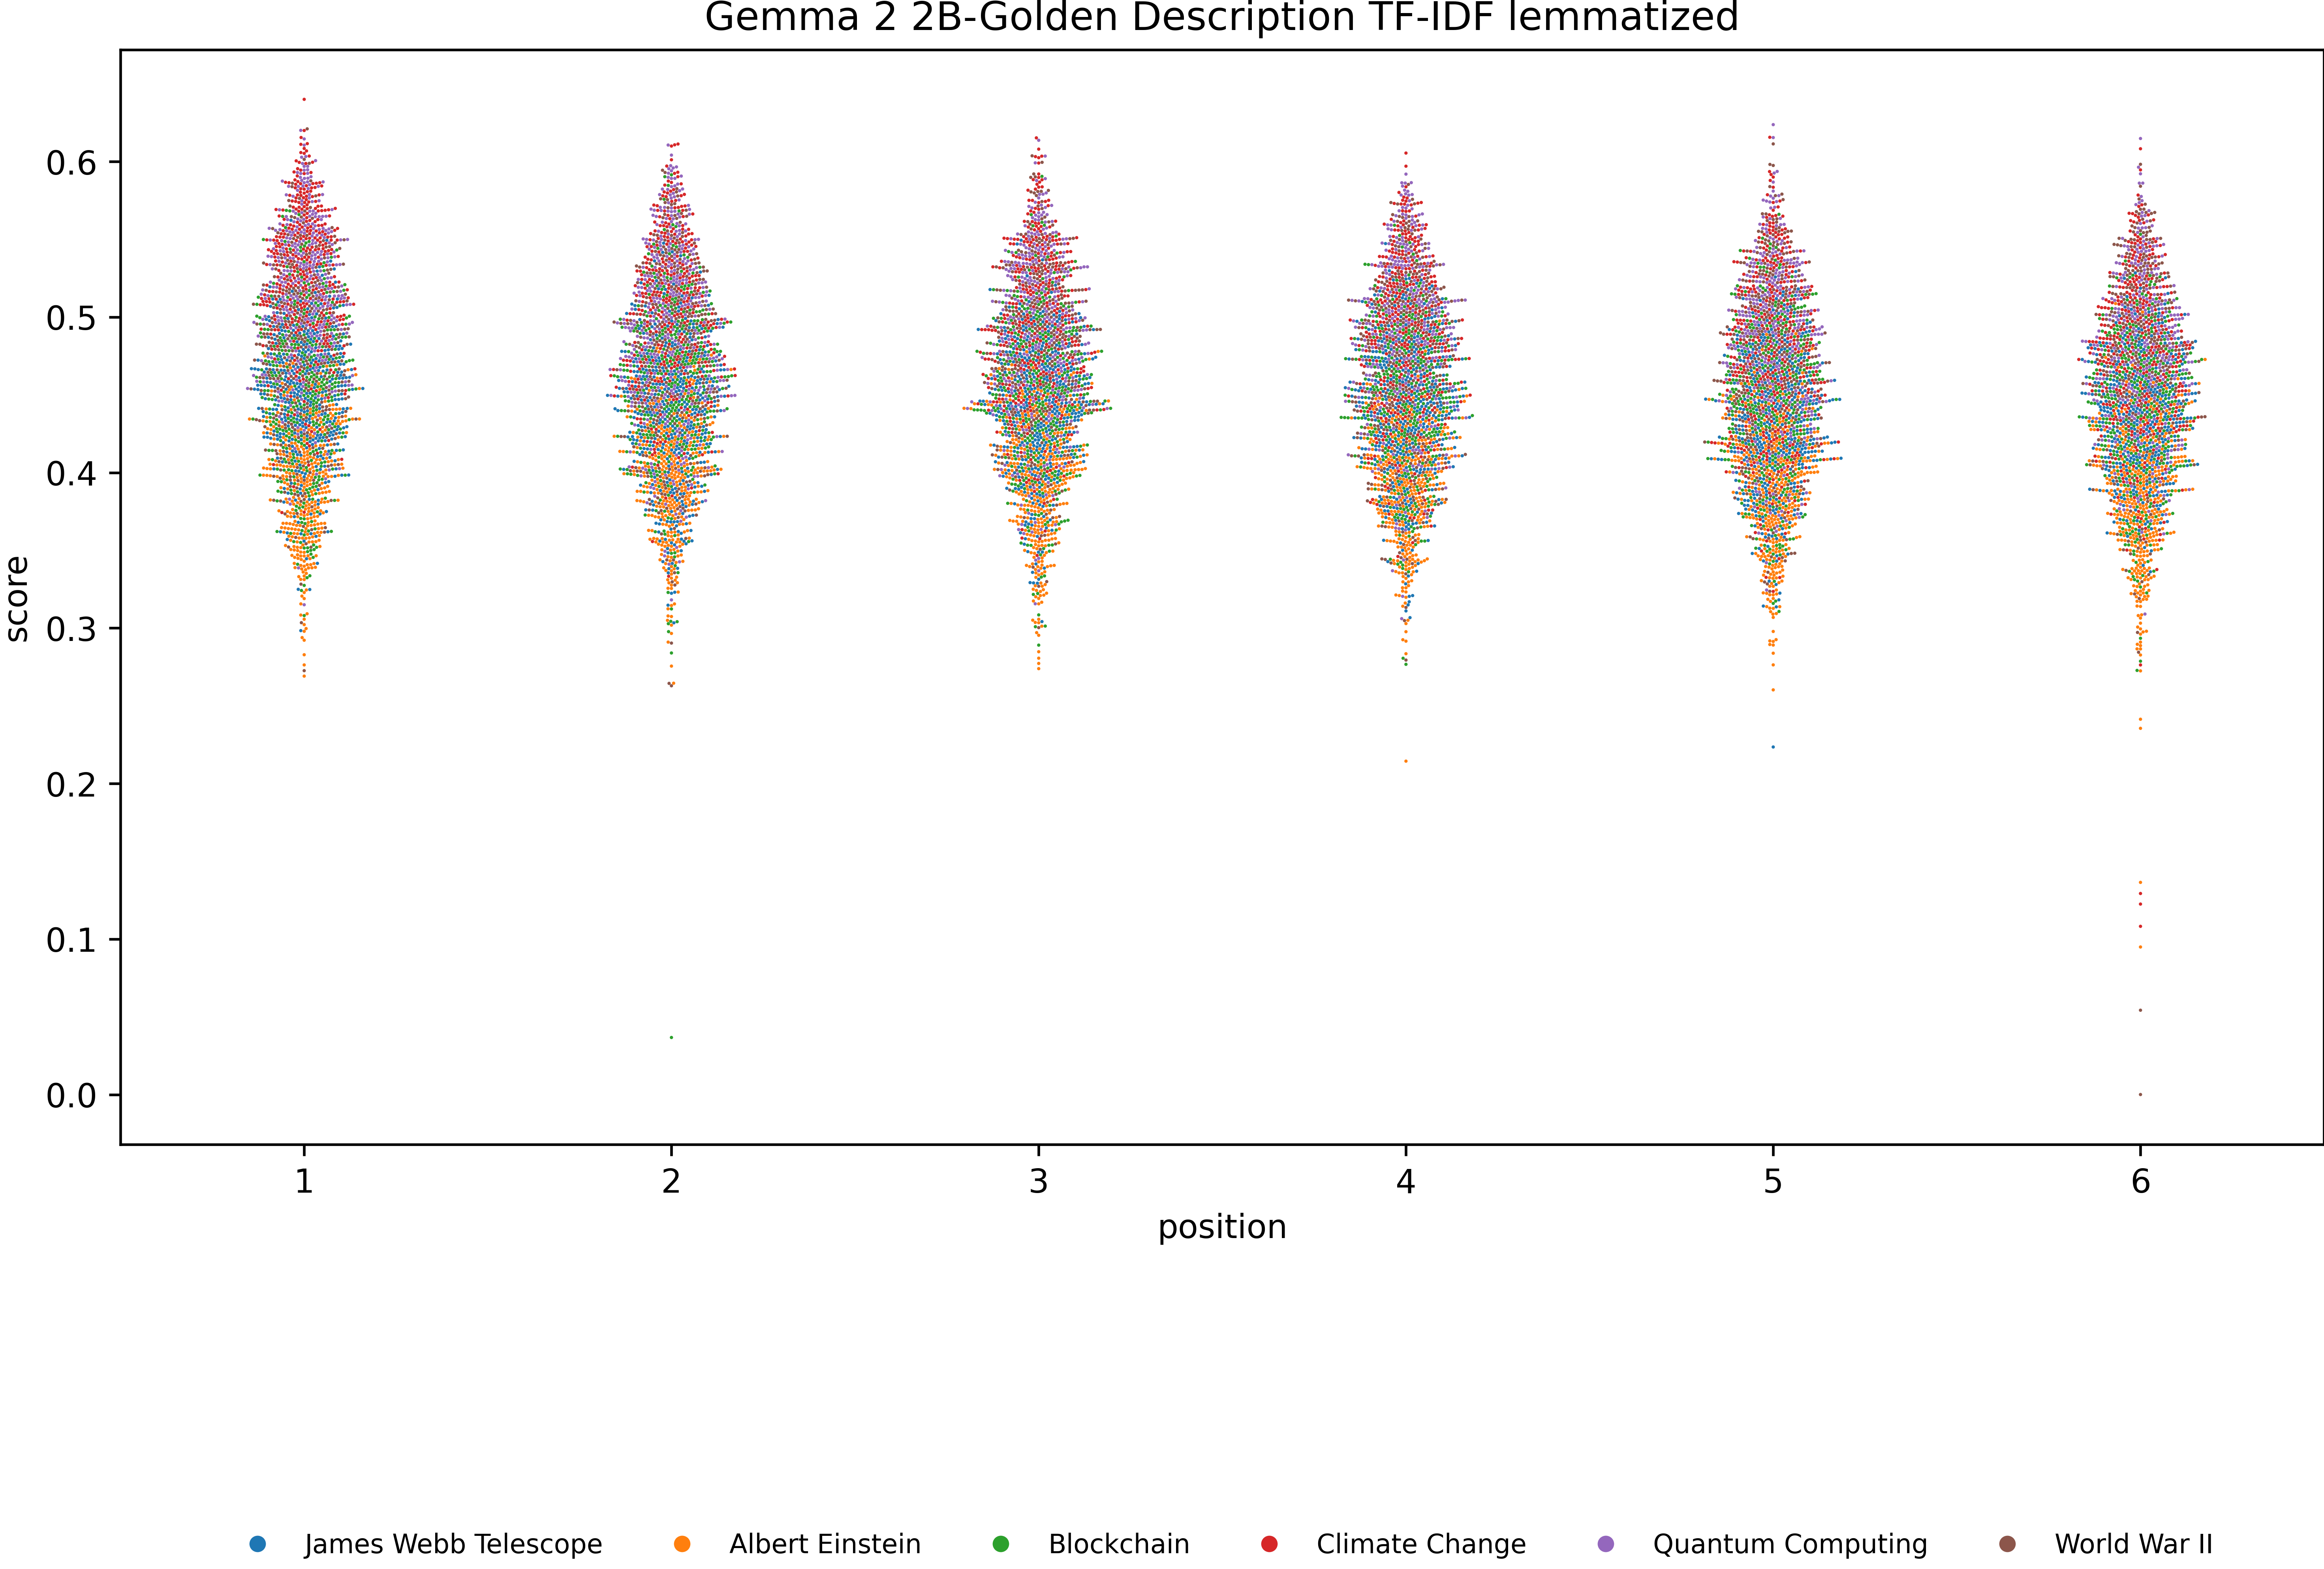 Gemma 2 2B-Golden Description TF-IDF lemmatized
score
0.6
0.5
0.4
0.3
0.2
0.1
0.0
1 2 3 4 5 6
position
James Webb Telescope Albert Einstein Blockchain Climate Change Quantum Computing World War II